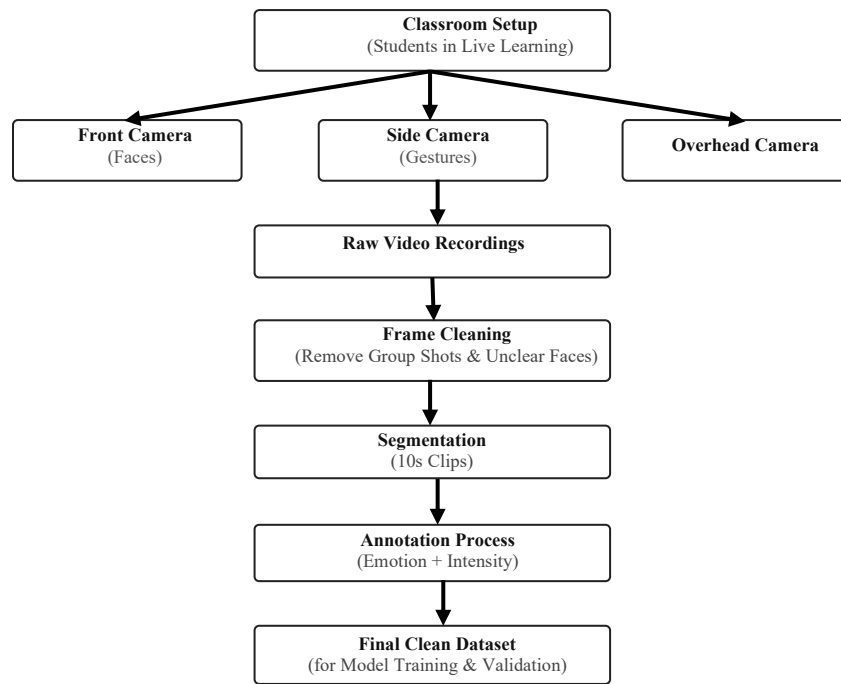 Classroom Setup
(Students in Live Learning)
Front Camera
(Faces)
Side Camera
(Gestures)
Overhead Camera
Raw Video Recordings
Frame Cleaning
(Remove Group Shots & Unclear Faces)
Segmentation
(10s Clips)
Annotation Process
(Emotion + Intensity)
Final Clean Dataset
(for Model Training & Validation)